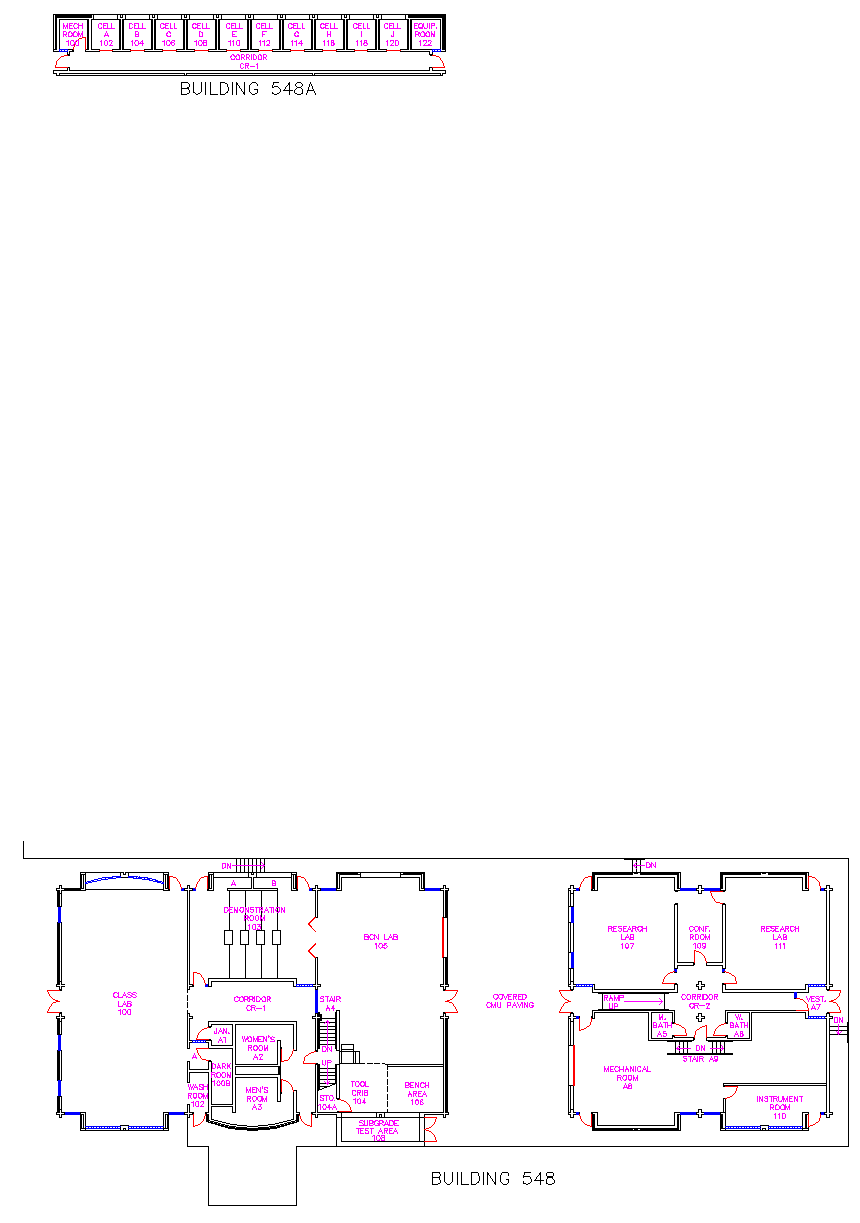 MECH
ROOM
100
CELL
A
102
CELL
B
104
CELL
C
106
CELL
D
108
CELL
E
110
CELL
F
112
CELL
G
114
CELL
H
116
CELL
I
118
CELL
J
120
EQUIP.
ROOM
122
CORRIDOR
CR-1
BUILDING 548A
DN
DN
A
B
DEMONSTRATION
ROOM
103
BCN LAB
105
RESEARCH
LAB
107
CONF.
ROOM
109
RESEARCH
LAB
111
CLASS
LAB
100
CORRIDOR
CR-1
STAIR
A4
COVERED
CMU PAVING
RAMP
UP
CORRIDOR
CR-2
VEST.
A7
DN
JAN.
A1
WOMEN'S
ROOM
A2
DN
UP
M.
BATH
A5
W.
BATH
A8
DN
STAIR A9
A
DARK
ROOM
100B
WASH
ROOM
102
MEN'S
ROOM
A3
STO.
104A
TOOL
CRIB
104
BENCH
AREA
106
MECHANICAL
ROOM
A6
INSTRUMENT
ROOM
110
SUBGRADE
TEST AREA
108
BUILDING 548